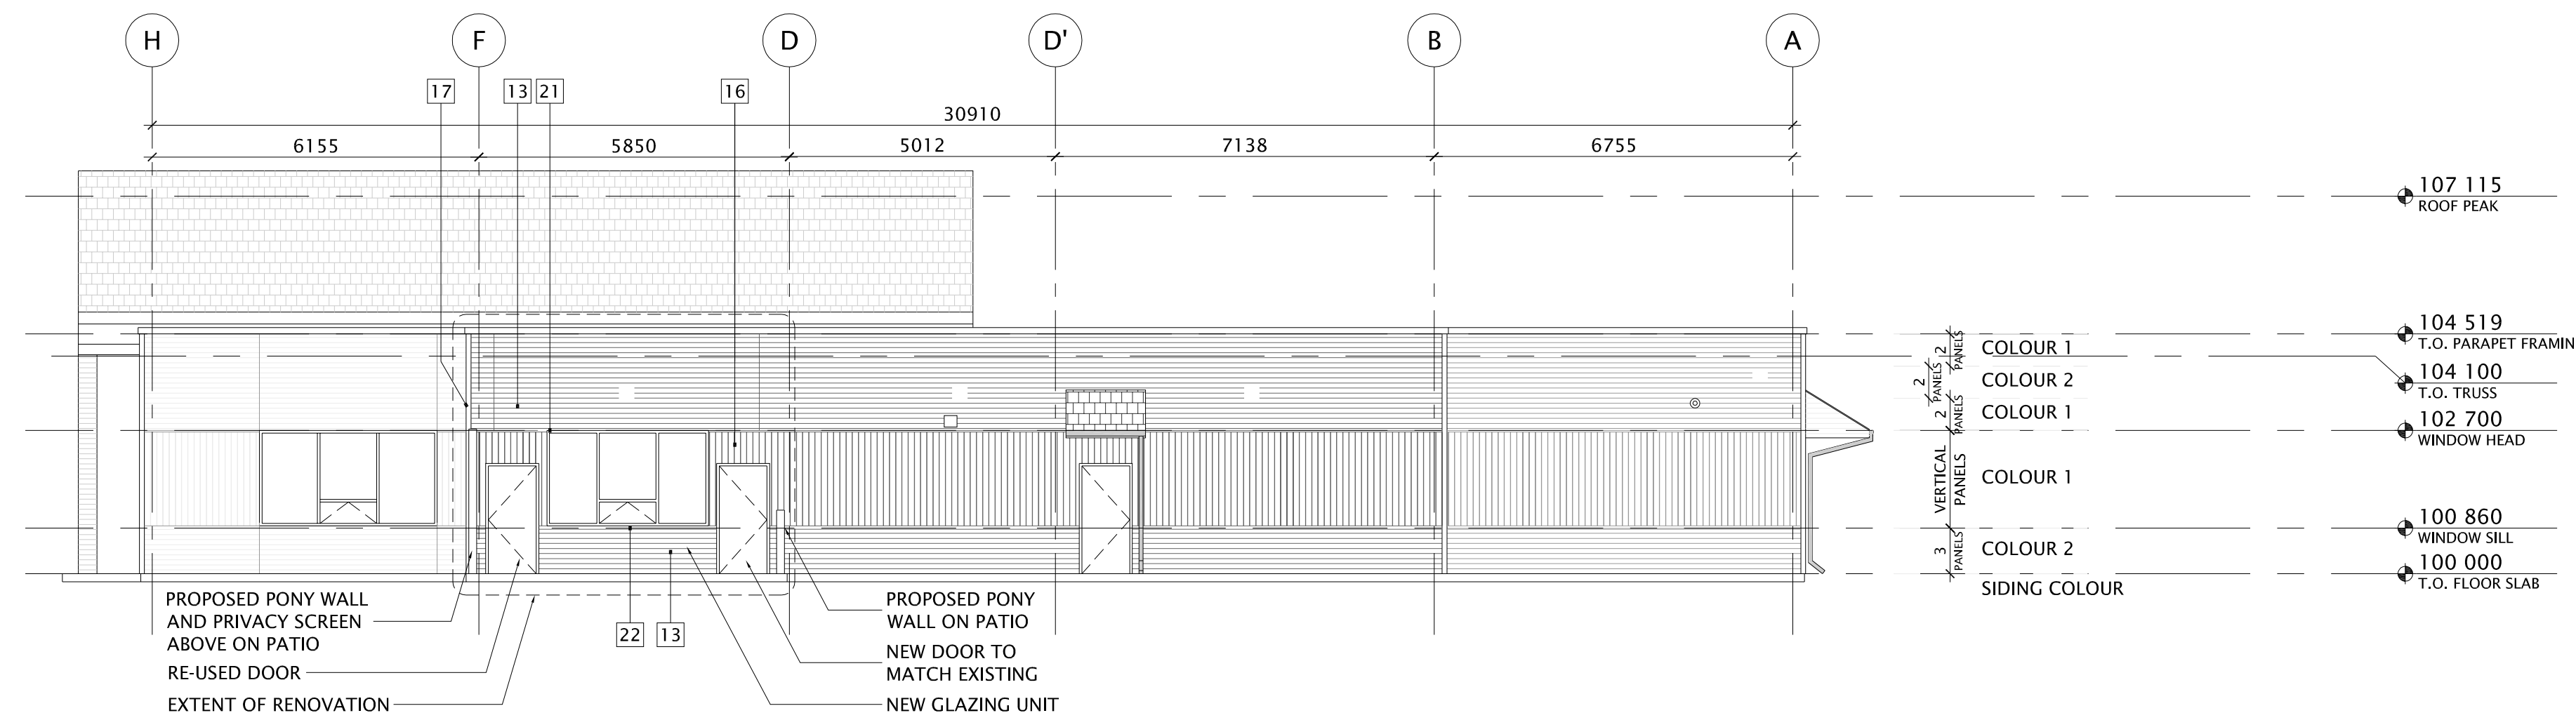 H
F
D
D'
B
A
17
13
21
16
30910
6155
5850
5012
7138
6755
107 115
ROOF PEAK
104 519
T.O. PARAPET FRAMIN
104 100
T.O. TRUSS
102 700
WINDOW HEAD
100 860
WINDOW SILL
100 000
T.O. FLOOR SLAB
2
PANELS
COLOUR 1
2
PANELS
COLOUR 2
2
PANELS
COLOUR 1
VERTICAL
PANELS
COLOUR 1
3
PANELS
COLOUR 2
SIDING COLOUR
PROPOSED PONY WALL
AND PRIVACY SCREEN
ABOVE ON PATIO
RE-USED DOOR
EXTENT OF RENOVATION
22
13
PROPOSED PONY
WALL ON PATIO
NEW DOOR TO
MATCH EXISTING
NEW GLAZING UNIT